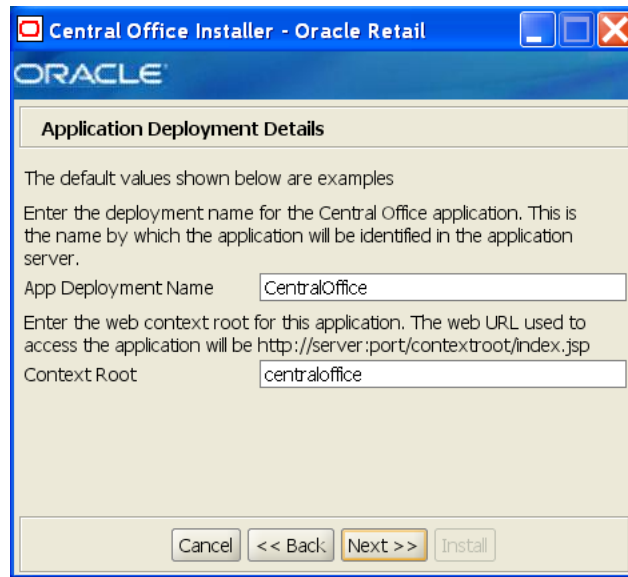 Central Office Installer - Oracle Retail
ORACLE
Application Deployment Details
The default values shown below are examples
Enter the deployment name for the Central Office application. This is
the name by which the application will be identified in the application
server.
App Deployment Name CentralOffice
Enter the web context root for this application. The web URL used to
access the application will be http://server:port/contextroot/index.jsp
Context Root centraloffice
Cancel << Back Next >> Install